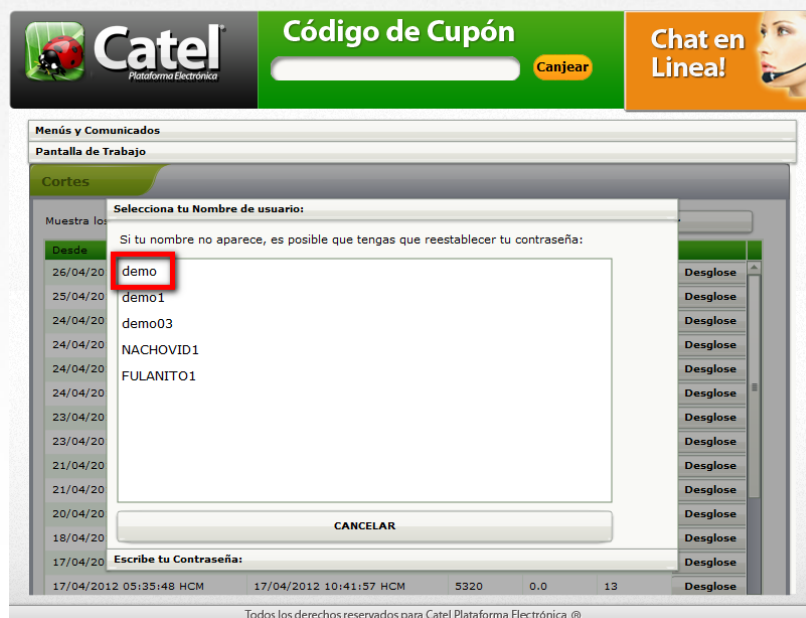 Catel
Plataforma Electrónica
Código de Cupón
Canjear
Chat en
Linea!
Menús y Comunicados
Pantalla de Trabajo
Cortes
Muestra
Selecciona tu Nombre de usuario:
Si tu nombre no aparece, es posible que tengas que reestablecer tu contraseña:
Desde
demo
demo1
demo03
NACHOVID1
FULANITO1
26/04/20 Desglose
25/04/20 Desglose
24/04/20 Desglose
24/04/20 Desglose
24/04/20 Desglose
24/04/20 Desglose
23/04/20 Desglose
23/04/20 Desglose
21/04/20 Desglose
21/04/20 Desglose
20/04/20 Desglose
18/04/20 Desglose
17/04/20 Desglose
CANCELAR
Escribe tu Contraseña:
17/04/2012 05:35:48 HCM 17/04/2012 10:41:57 HCM 5320 0.0 13 Desglose
Todos los derechos reservados para Catel Plataforma Electrónica ®